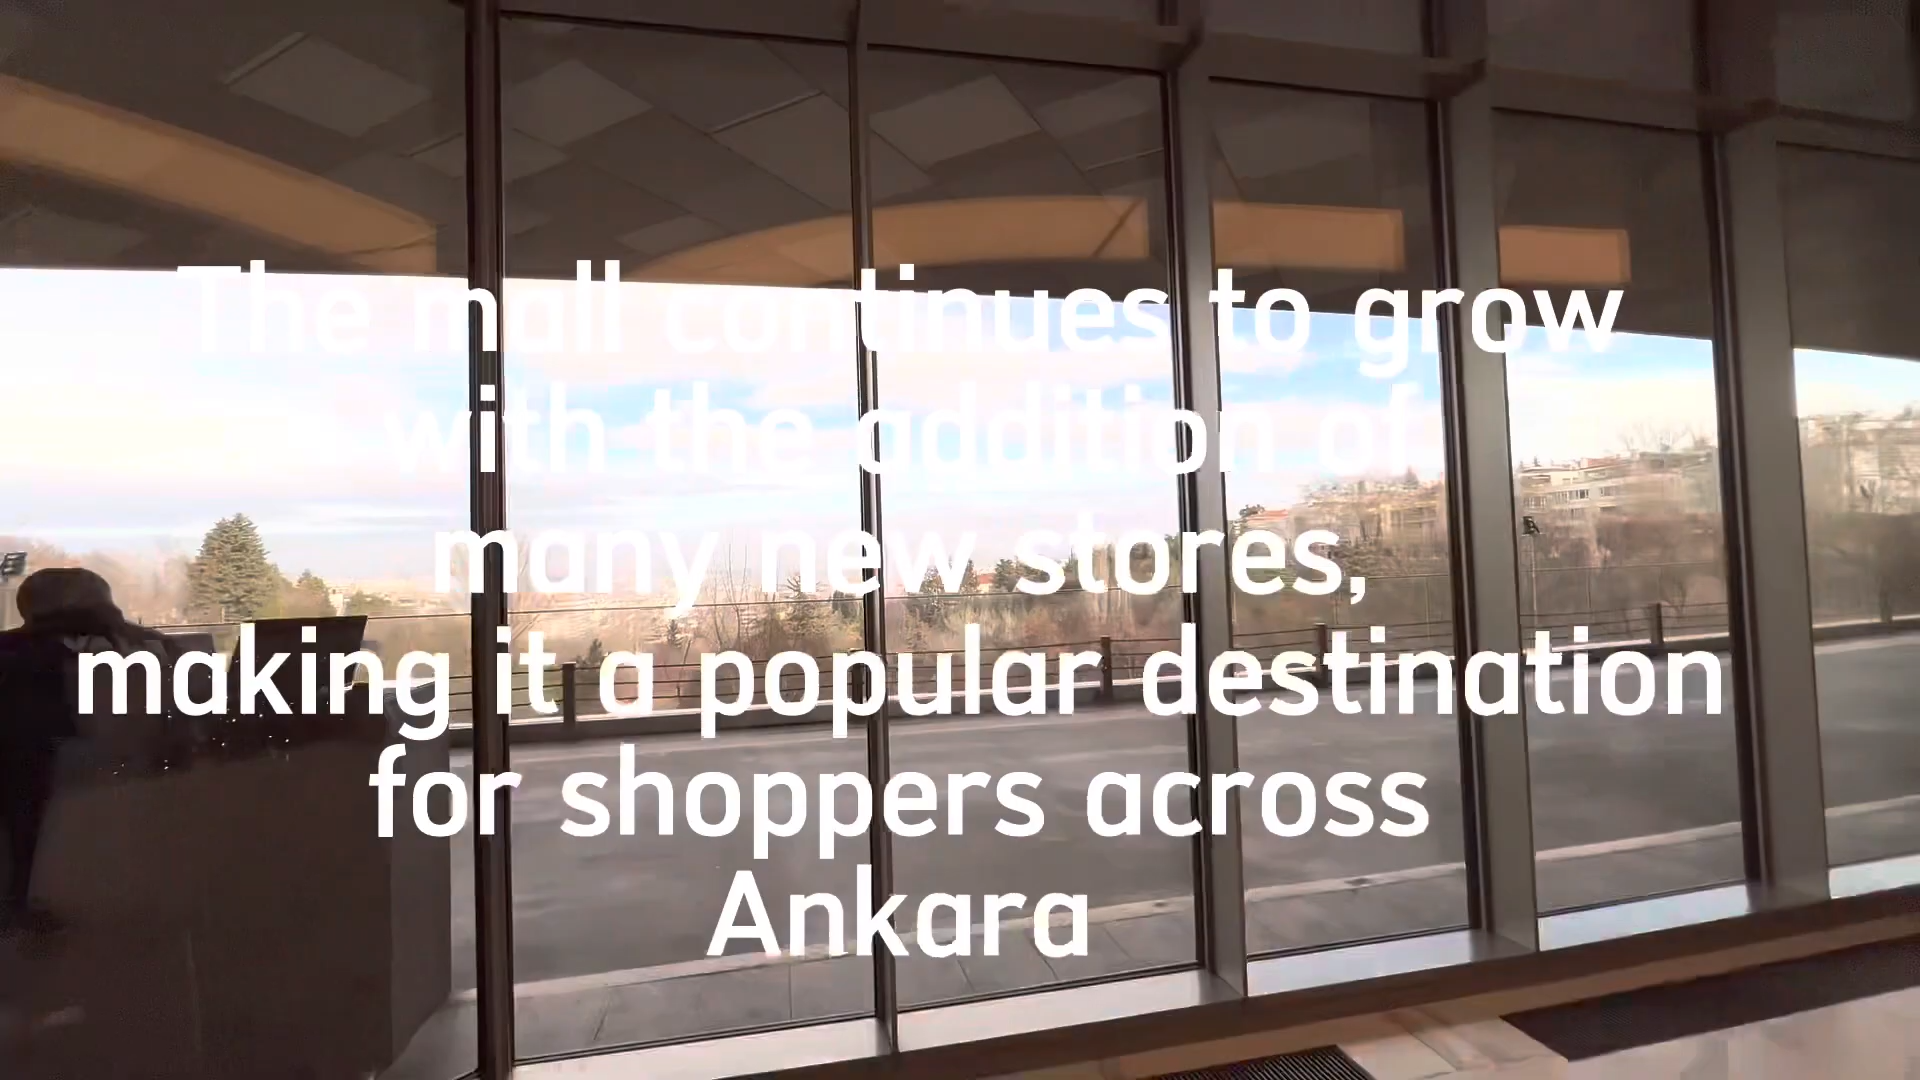 The mall continues to grow
with the addition of
many new stores,
making it a popular destination
for shoppers across
Ankara